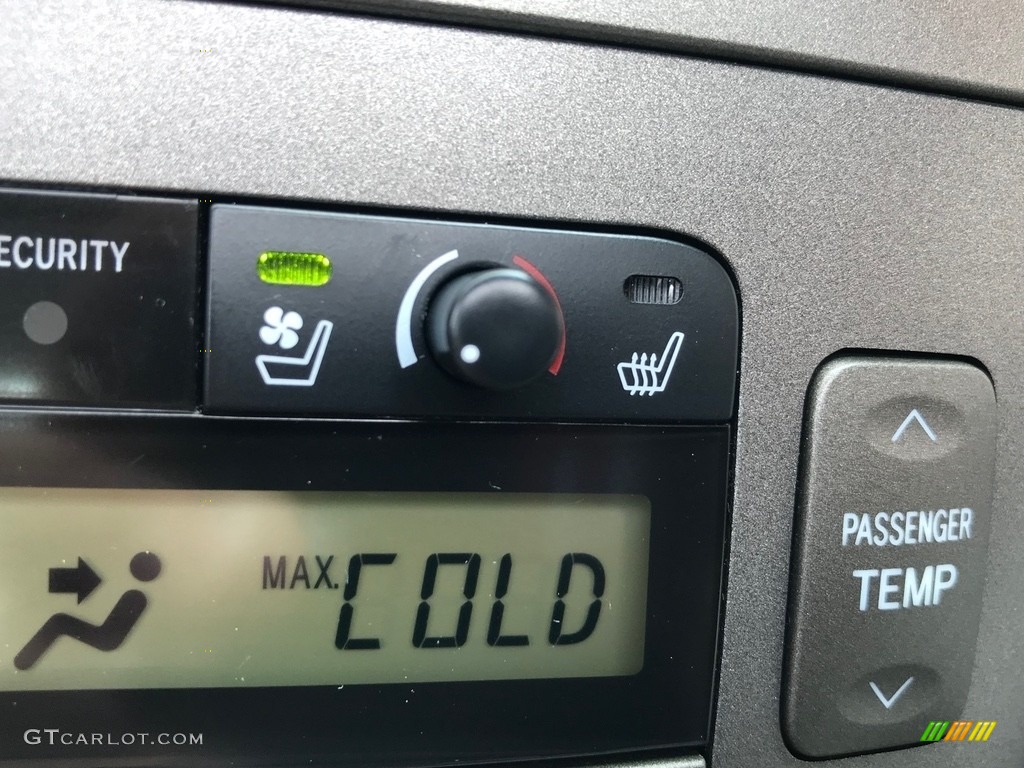 ECURITY
MAX. COLD
PASSENGER
TEMP
GTCARLOT.COM